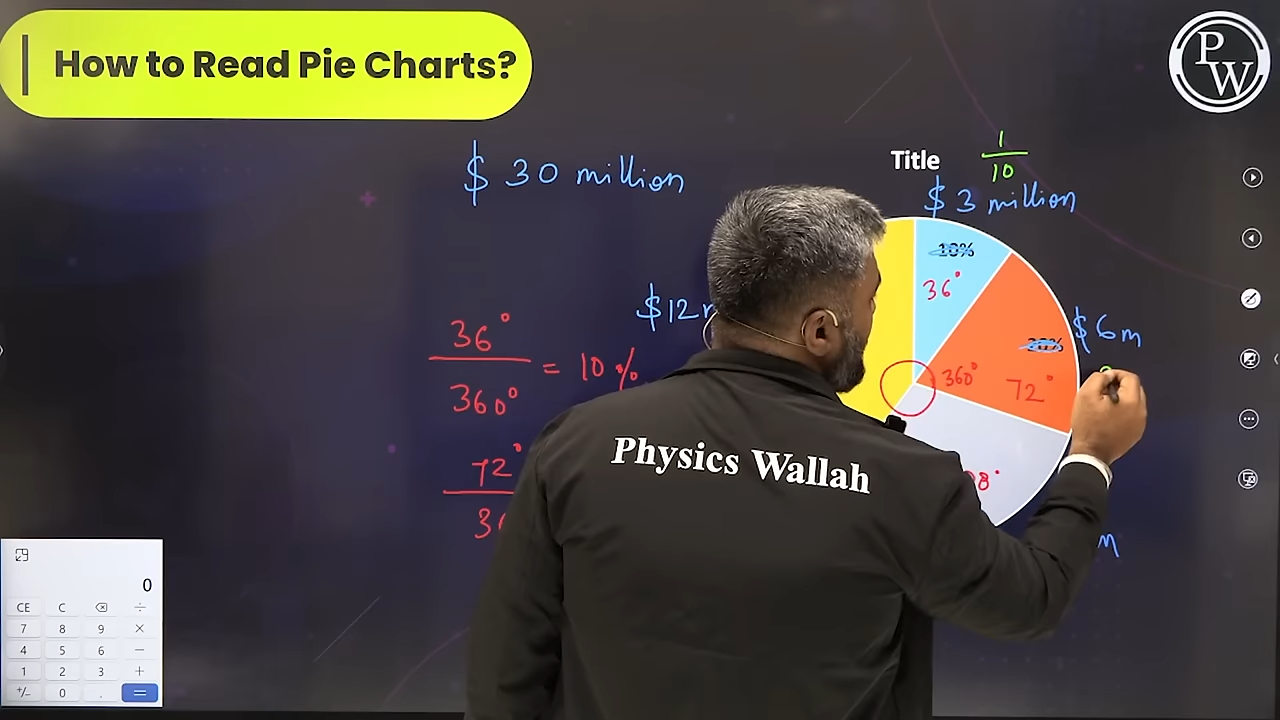 How to Read Pie Charts?
PW
Title
1
10
$ 30 million
$ 3 million
10%
36°
$12
$ 6m
20%
360°
72°
36°
360°
= 10%
72°
Physics Wallah
m
0
CE C ÷
7 8 9 ×
4 5 6 −
1 2 3 +
+/- 0 . =